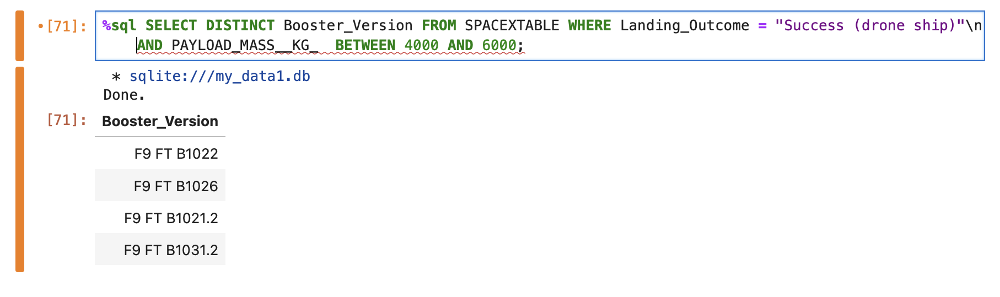 •[71]: %sql SELECT DISTINCT Booster_Version FROM SPACEXTABLE WHERE Landing_Outcome = "Success (drone ship)"\n
AND PAYLOAD_MASS__KG_  BETWEEN 4000 AND 6000;
* sqlite:///my_data1.db
Done.
[71]: Booster_Version
F9 FT B1022
F9 FT B1026
F9 FT B1021.2
F9 FT B1031.2